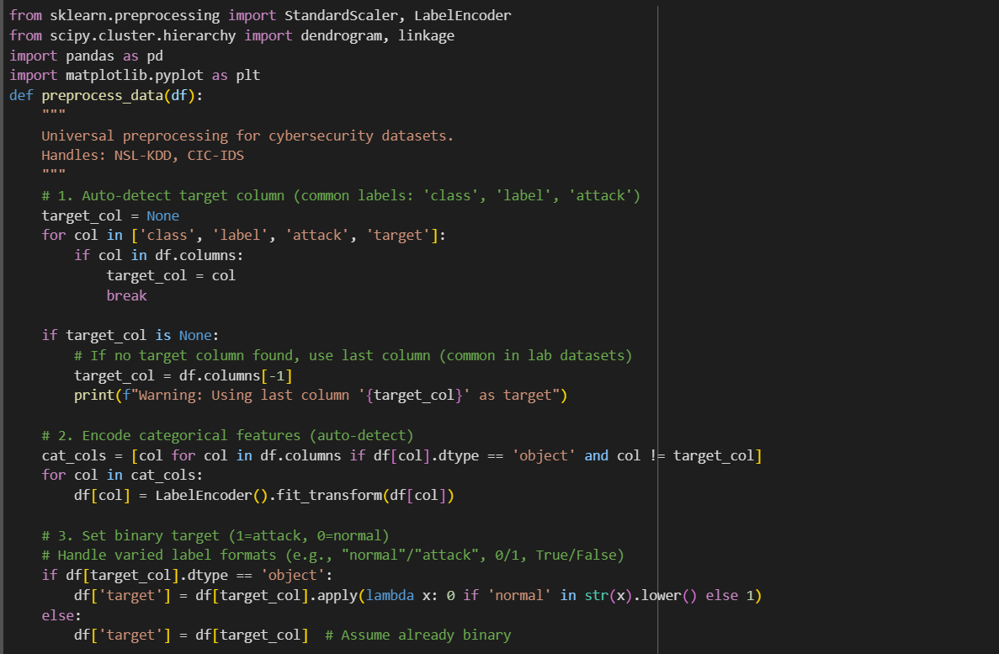 from sklearn.preprocessing import StandardScaler, LabelEncoder
from scipy.cluster.hierarchy import dendrogram, linkage
import pandas as pd
import matplotlib.pyplot as plt
def preprocess_data(df):
    """
    Universal preprocessing for cybersecurity datasets.
    Handles: NSL-KDD, CIC-IDS
    """
    # 1. Auto-detect target column (common labels: 'class', 'label', 'attack')
    target_col = None
    for col in ['class', 'label', 'attack', 'target']:
        if col in df.columns:
            target_col = col
            break

    if target_col is None:
        # If no target column found, use last column (common in lab datasets)
        target_col = df.columns[-1]
        print(f"Warning: Using last column '{target_col}' as target")

    # 2. Encode categorical features (auto-detect)
    cat_cols = [col for col in df.columns if df[col].dtype == 'object' and col != target_col]
    for col in cat_cols:
        df[col] = LabelEncoder().fit_transform(df[col])

    # 3. Set binary target (1=attack, 0=normal)
    # Handle varied label formats (e.g., "normal"/"attack", 0/1, True/False)
    if df[target_col].dtype == 'object':
        df['target'] = df[target_col].apply(lambda x: 0 if 'normal' in str(x).lower() else 1)
    else:
        df['target'] = df[target_col]  # Assume already binary